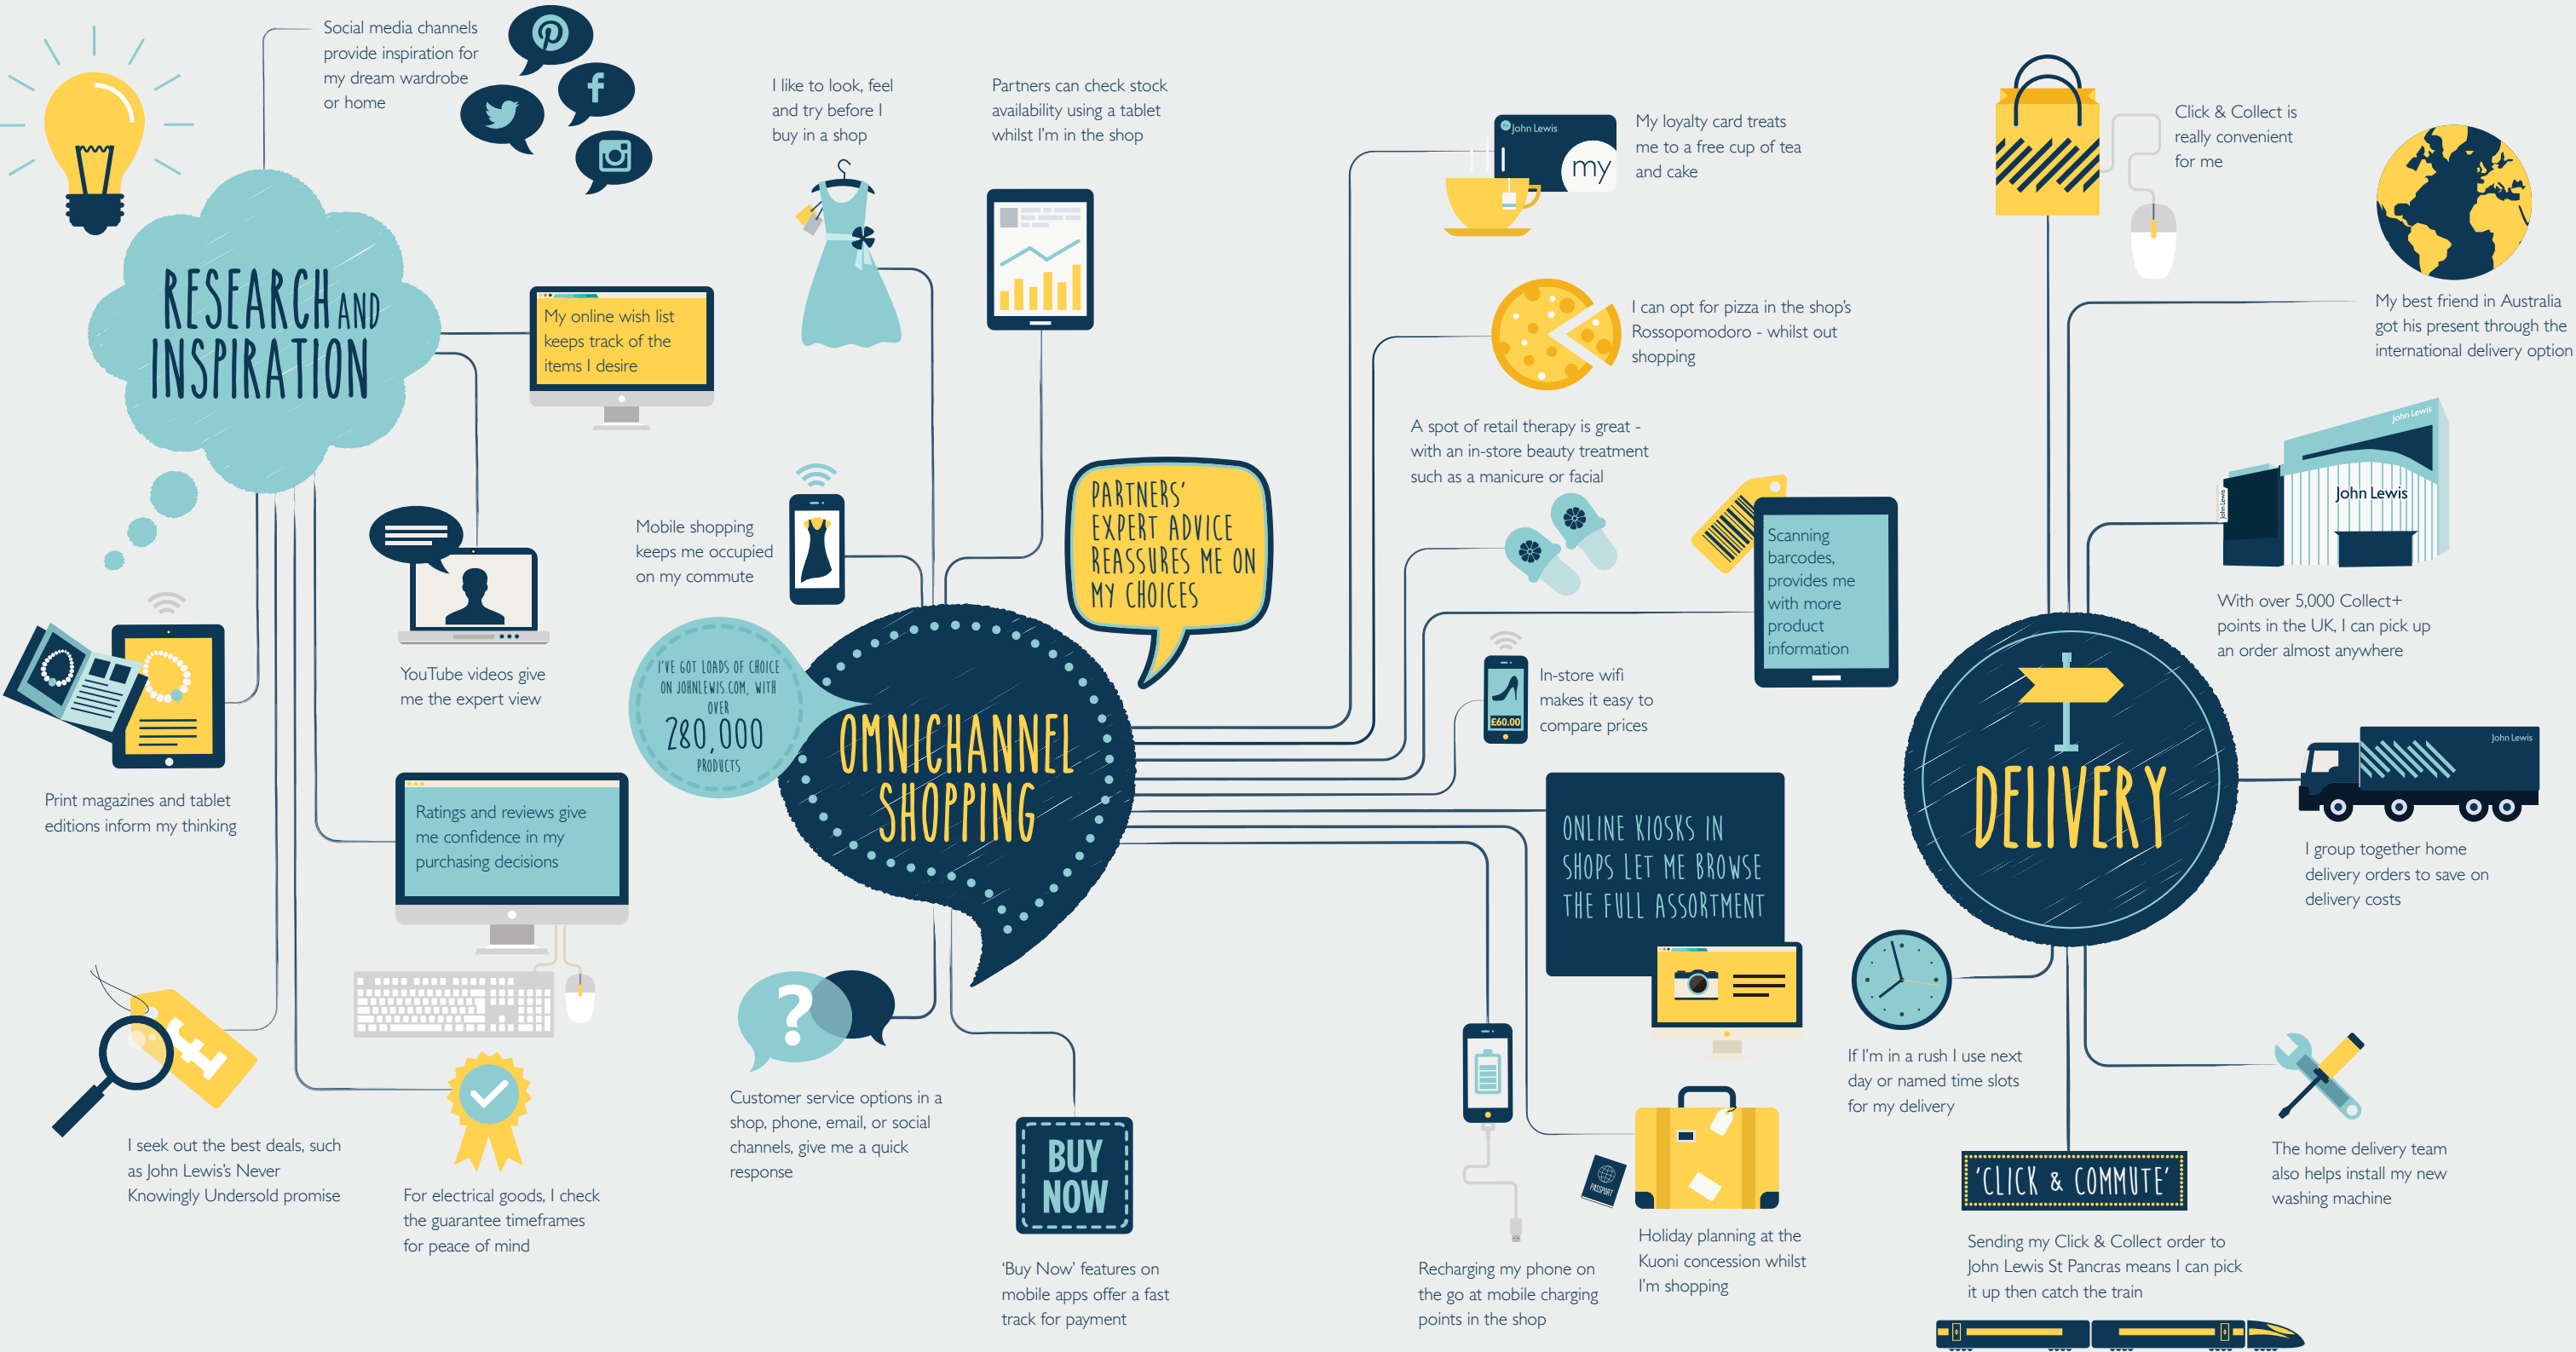 Social media channels
provide inspiration for
my dream wardrobe
or home
RESEARCH AND
INSPIRATION
My online wish list
keeps track of the
items I desire
YouTube videos give
me the expert view
Print magazines and tablet
editions inform my thinking
Ratings and reviews give
me confidence in my
purchasing decisions
£
I seek out the best deals, such
as John Lewis's Never
Knowingly Undersold promise
For electrical goods, I check
the guarantee timeframes
for peace of mind
I like to look, feel
and try before I
buy in a shop
Partners can check stock
availability using a tablet
whilst I'm in the shop
Mobile shopping
keeps me occupied
on my commute
PARTNERS'
EXPERT ADVICE
REASSURES ME ON
MY CHOICES
I'VE GOT LOADS OF CHOICE
ON JOHNLEWIS.COM, WITH
OVER
280,000
PRODUCTS
OMNICHANNEL
SHOPPING
?
Customer service options in a
shop, phone, email, or social
channels, give me a quick
response
BUY
NOW
'Buy Now' features on
mobile apps offer a fast
track for payment
John Lewis
my
My loyalty card treats
me to a free cup of tea
and cake
I can opt for pizza in the shop's
Rossopomodoro - whilst out
shopping
A spot of retail therapy is great -
with an in-store beauty treatment
such as a manicure or facial
Scanning
barcodes,
provides me
with more
product
information
£60.00
In-store wifi
makes it easy to
compare prices
ONLINE KIOSKS IN
SHOPS LET ME BROWSE
THE FULL ASSORTMENT
Recharging my phone on
the go at mobile charging
points in the shop
PASSPORT
Holiday planning at the
Kuoni concession whilst
I'm shopping
Click & Collect is
really convenient
for me
My best friend in Australia
got his present through the
international delivery option
John Lewis
John Lewis
John Lewis
With over 5,000 Collect+
points in the UK, I can pick up
an order almost anywhere
DELIVERY
John Lewis
I group together home
delivery orders to save on
delivery costs
If I'm in a rush I use next
day or named time slots
for my delivery
The home delivery team
also helps install my new
washing machine
'CLICK & COMMUTE'
Sending my Click & Collect order to
John Lewis St Pancras means I can pick
it up then catch the train